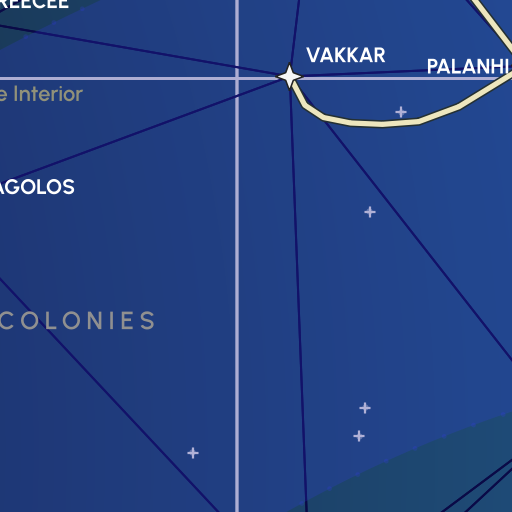 REECEE
VAKKAR
PALANHI
e Interior
AGOLOS
COLONIES